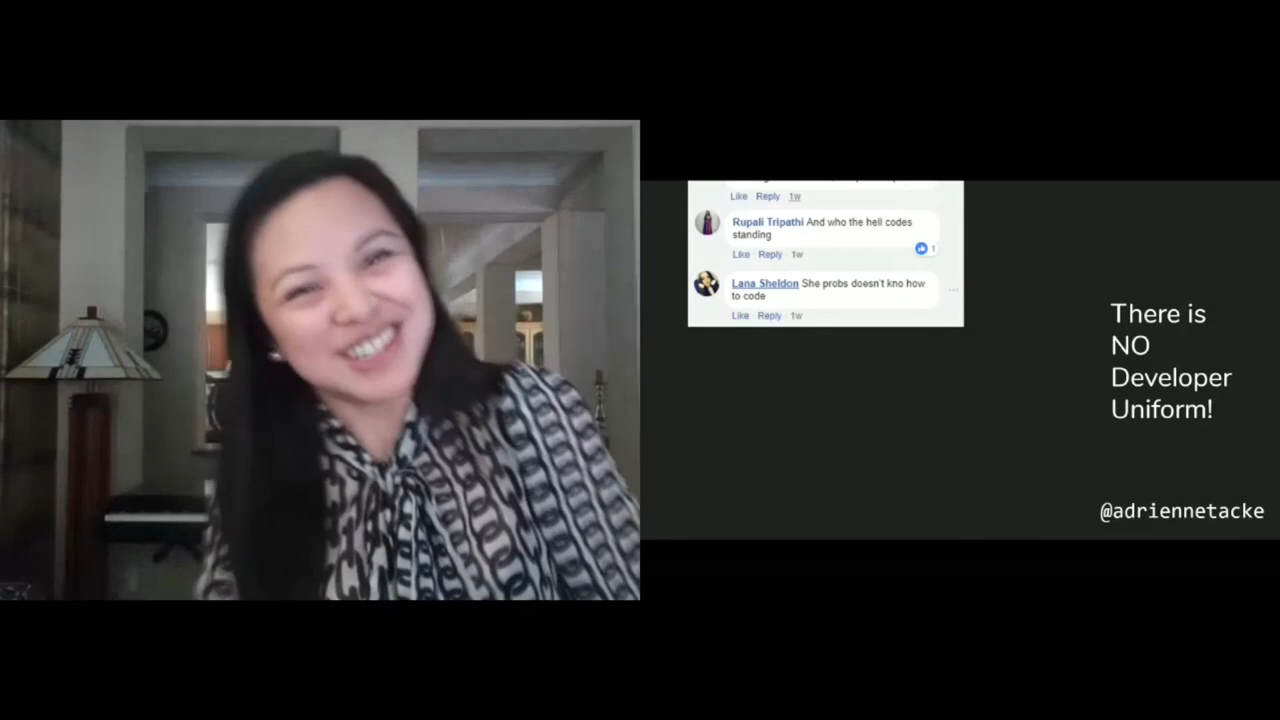 Like Reply 1w
Rupali Tripathi And who the hell codes
standing
1
Like · Reply · 1w
Lana Sheldon She probs doesn't kno how
to code
Like · Reply · 1w
There is
NO
Developer
Uniform!
@adriennetacke